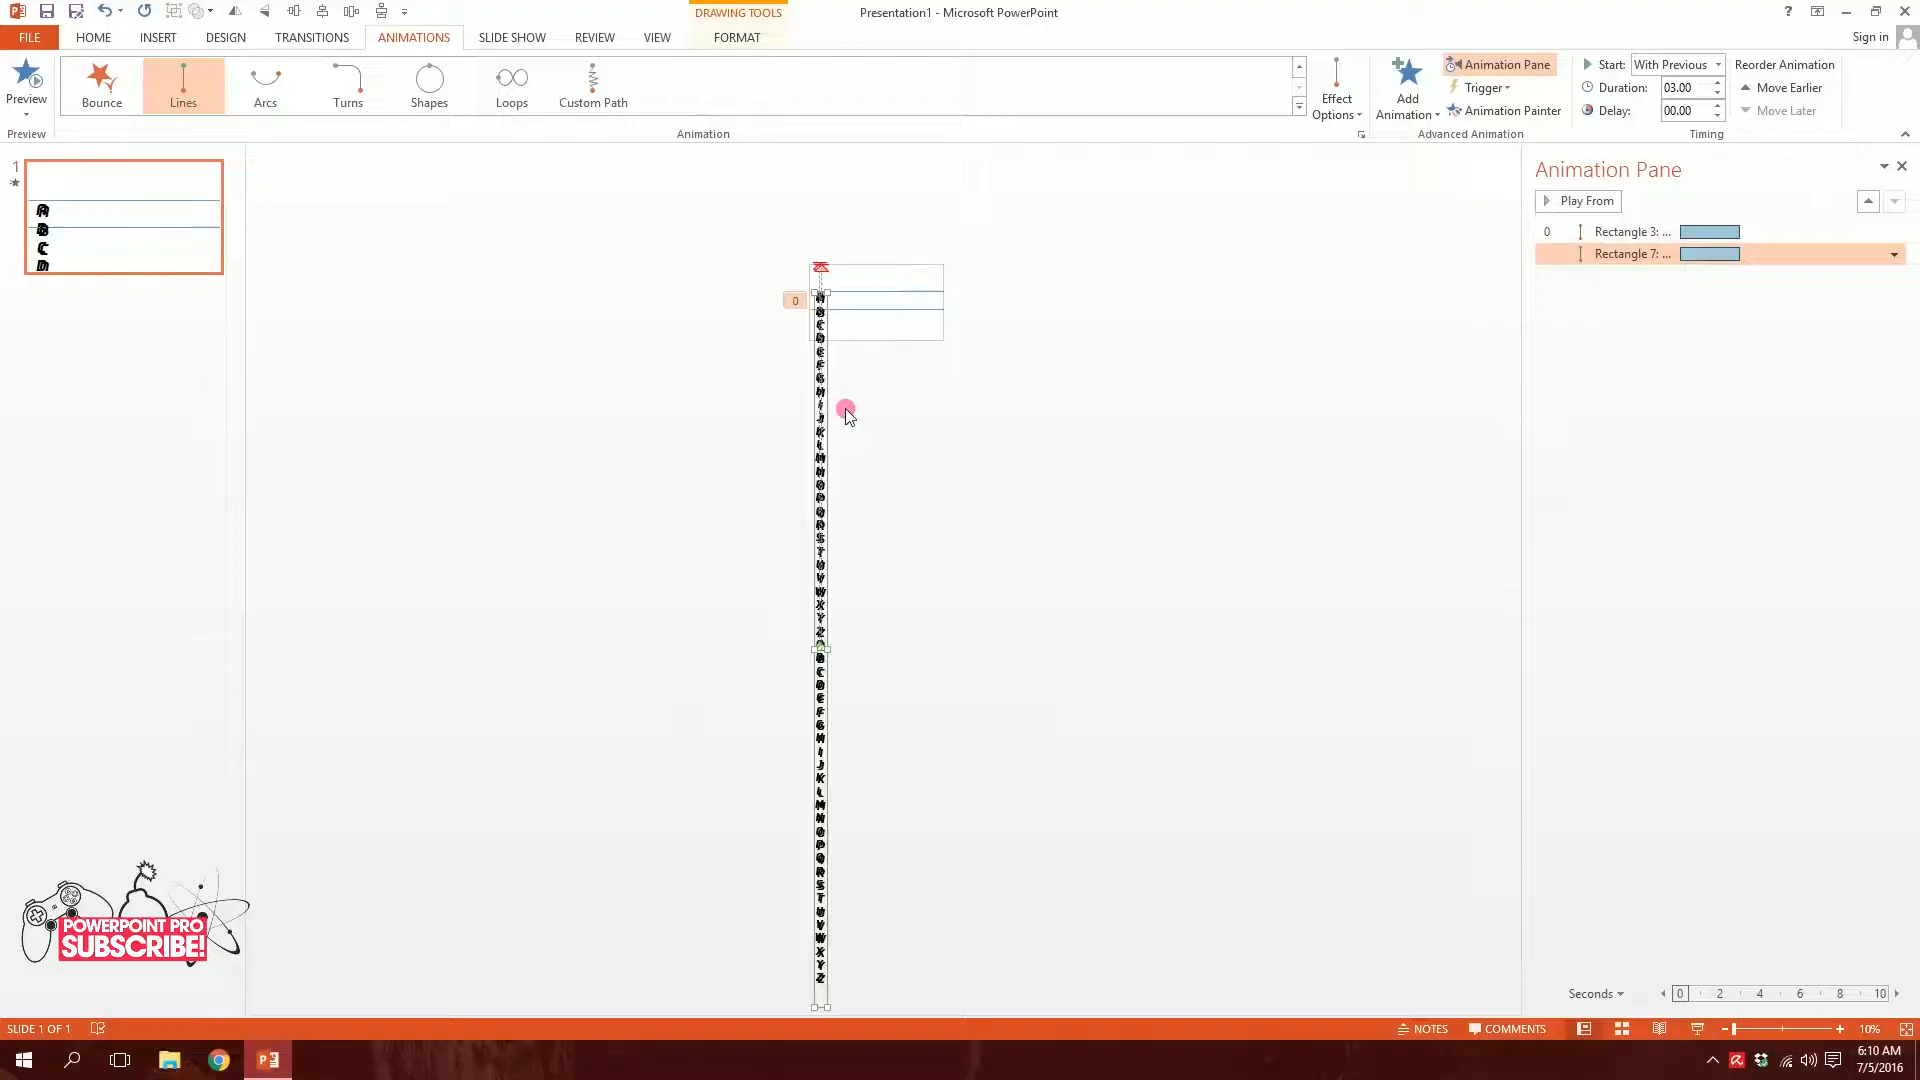 DRAWING TOOLS
Presentation1 - Microsoft PowerPoint
?
FILE HOME INSERT DESIGN TRANSITIONS ANIMATIONS SLIDE SHOW REVIEW VIEW FORMAT
Sign in
Preview
Bounce Lines Arcs Turns Shapes Loops Custom Path
Effect Options
Add Animation
Animation Pane
Trigger
Animation Painter
Start: With Previous
Duration: 03.00
Delay: 00.00
Reorder Animation
Move Earlier
Move Later
Preview Animation Advanced Animation Timing
1
A
B
C
D
0
A
B
C
D
E
F
G
H
I
J
K
L
M
N
O
P
Q
R
S
T
U
V
W
X
Y
Z
A
B
C
D
E
F
G
H
I
J
K
L
M
N
O
P
Q
R
S
T
U
V
W
X
Y
Z
Animation Pane
Play From
0 Rectangle 3: ...
Rectangle 7: ...
Seconds 0 2 4 6 8 10
POWERPOINT PRO
SUBSCRIBE!
SLIDE 1 OF 1 NOTES COMMENTS 10%
6:10 AM
7/5/2016